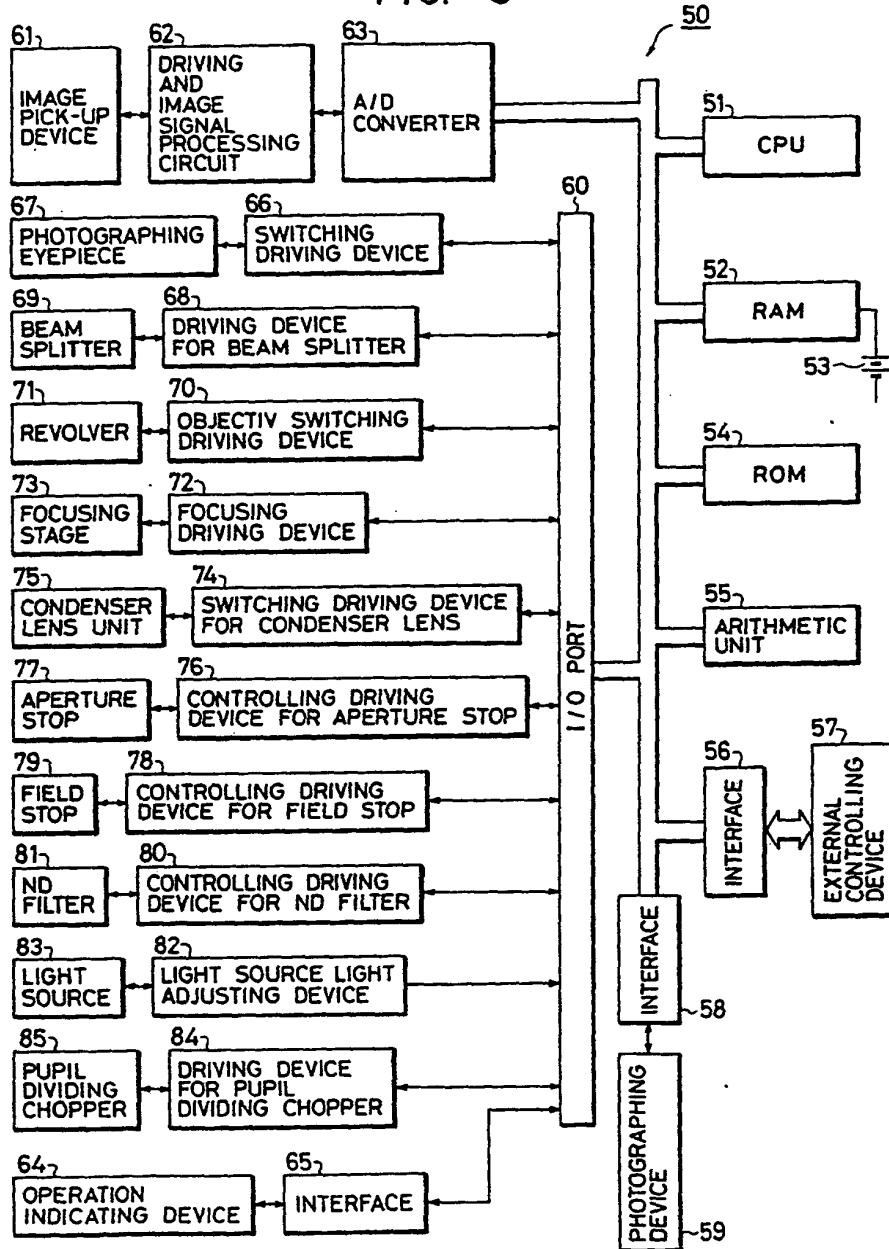 50
61
IMAGE
PICK-UP
DEVICE
62
DRIVING
AND
IMAGE
SIGNAL
PROCESSING
CIRCUIT
63
A/D
CONVERTER
51
CPU
67
PHOTOGRAPHING
EYEPIECE
66
SWITCHING
DRIVING DEVICE
60
I/O PORT
69
BEAM
SPLITTER
68
DRIVING DEVICE
FOR BEAM SPLITTER
52
RAM
53
71
REVOLVER
70
OBJECTIV SWITCHING
DRIVING DEVICE
54
ROM
73
FOCUSING
STAGE
72
FOCUSING
DRIVING DEVICE
75
CONDENSER
LENS UNIT
74
SWITCHING DRIVING DEVICE
FOR CONDENSER LENS
55
ARITHMETIC
UNIT
77
APERTURE
STOP
76
CONTROLLING DRIVING
DEVICE FOR APERTURE STOP
79
FIELD
STOP
78
CONTROLLING DRIVING
DEVICE FOR FIELD STOP
56
INTERFACE
57
EXTERNAL
CONTROLLING
DEVICE
81
ND
FILTER
80
CONTROLLING DRIVING
DEVICE FOR ND FILTER
83
LIGHT
SOURCE
82
LIGHT SOURCE LIGHT
ADJUSTING DEVICE
INTERFACE
58
85
PUPIL
DIVIDING
CHOPPER
84
DRIVING DEVICE
FOR PUPIL
DIVIDING CHOPPER
64
OPERATION
INDICATING DEVICE
65
INTERFACE
PHOTOGRAPHING
DEVICE
59